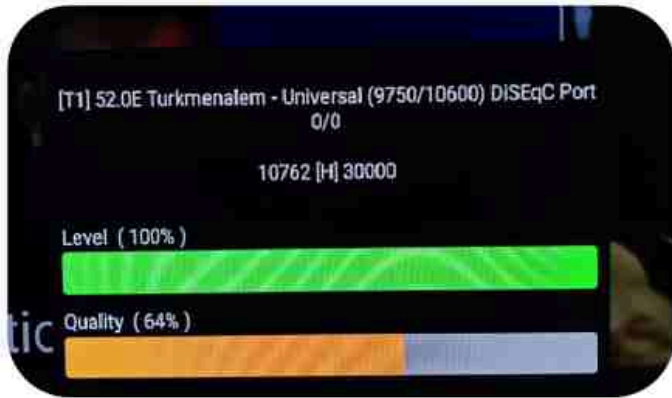 [T1] 52.0E Turkmenalem - Universal (9750/10600) DiSEqC Port
0/0
10762 [H] 30000
Level ( 100% )
Quality ( 64% )
tic